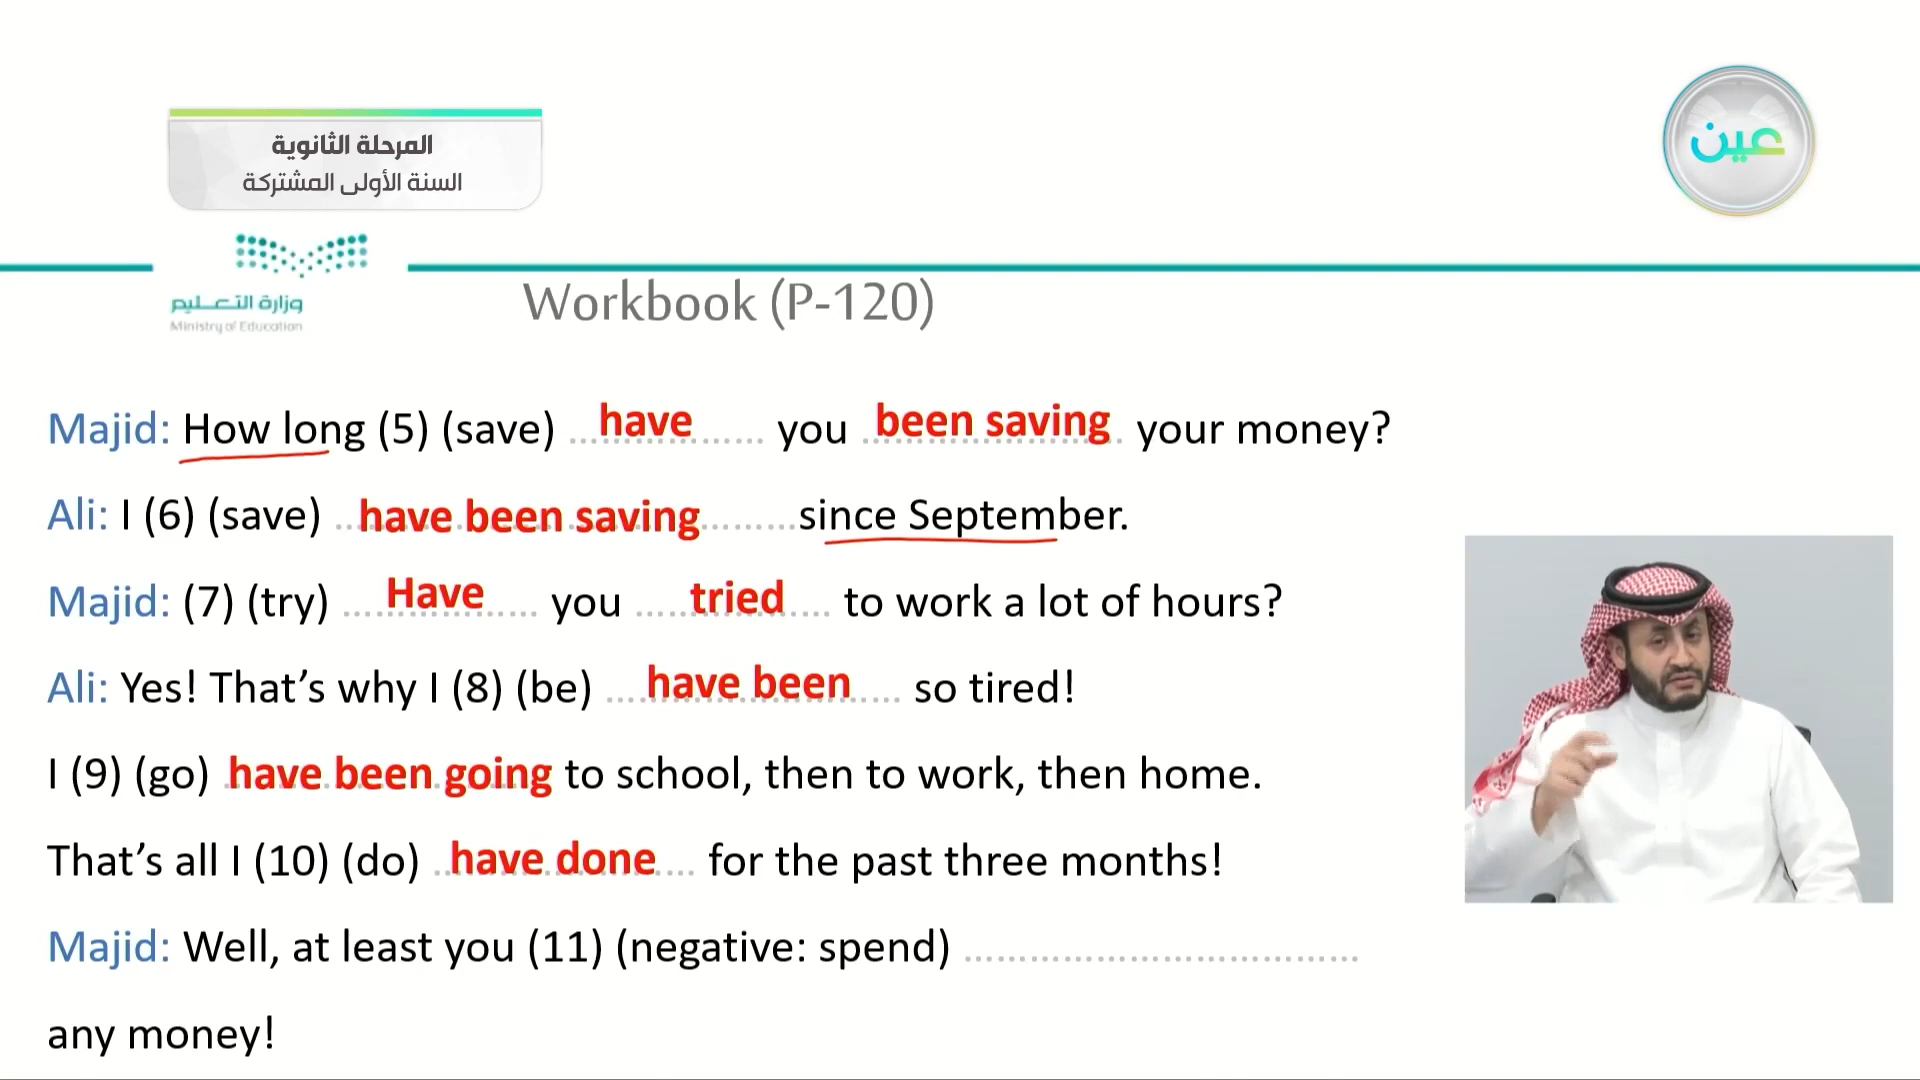 المرحلة الثانوية
السنة الأولى المشتركة
عين
وزارة التعليم
Ministry of Education
Workbook (P-120)
Majid: How long (5) (save) ...have... you ...been saving... your money?
Ali: I (6) (save) ...have been saving...since September.
Majid: (7) (try) ...Have... you ...tried... to work a lot of hours?
Ali: Yes! That’s why I (8) (be) ...have been... so tired!
I (9) (go) have been going to school, then to work, then home.
That’s all I (10) (do) ...have done... for the past three months!
Majid: Well, at least you (11) (negative: spend) .................................
any money!